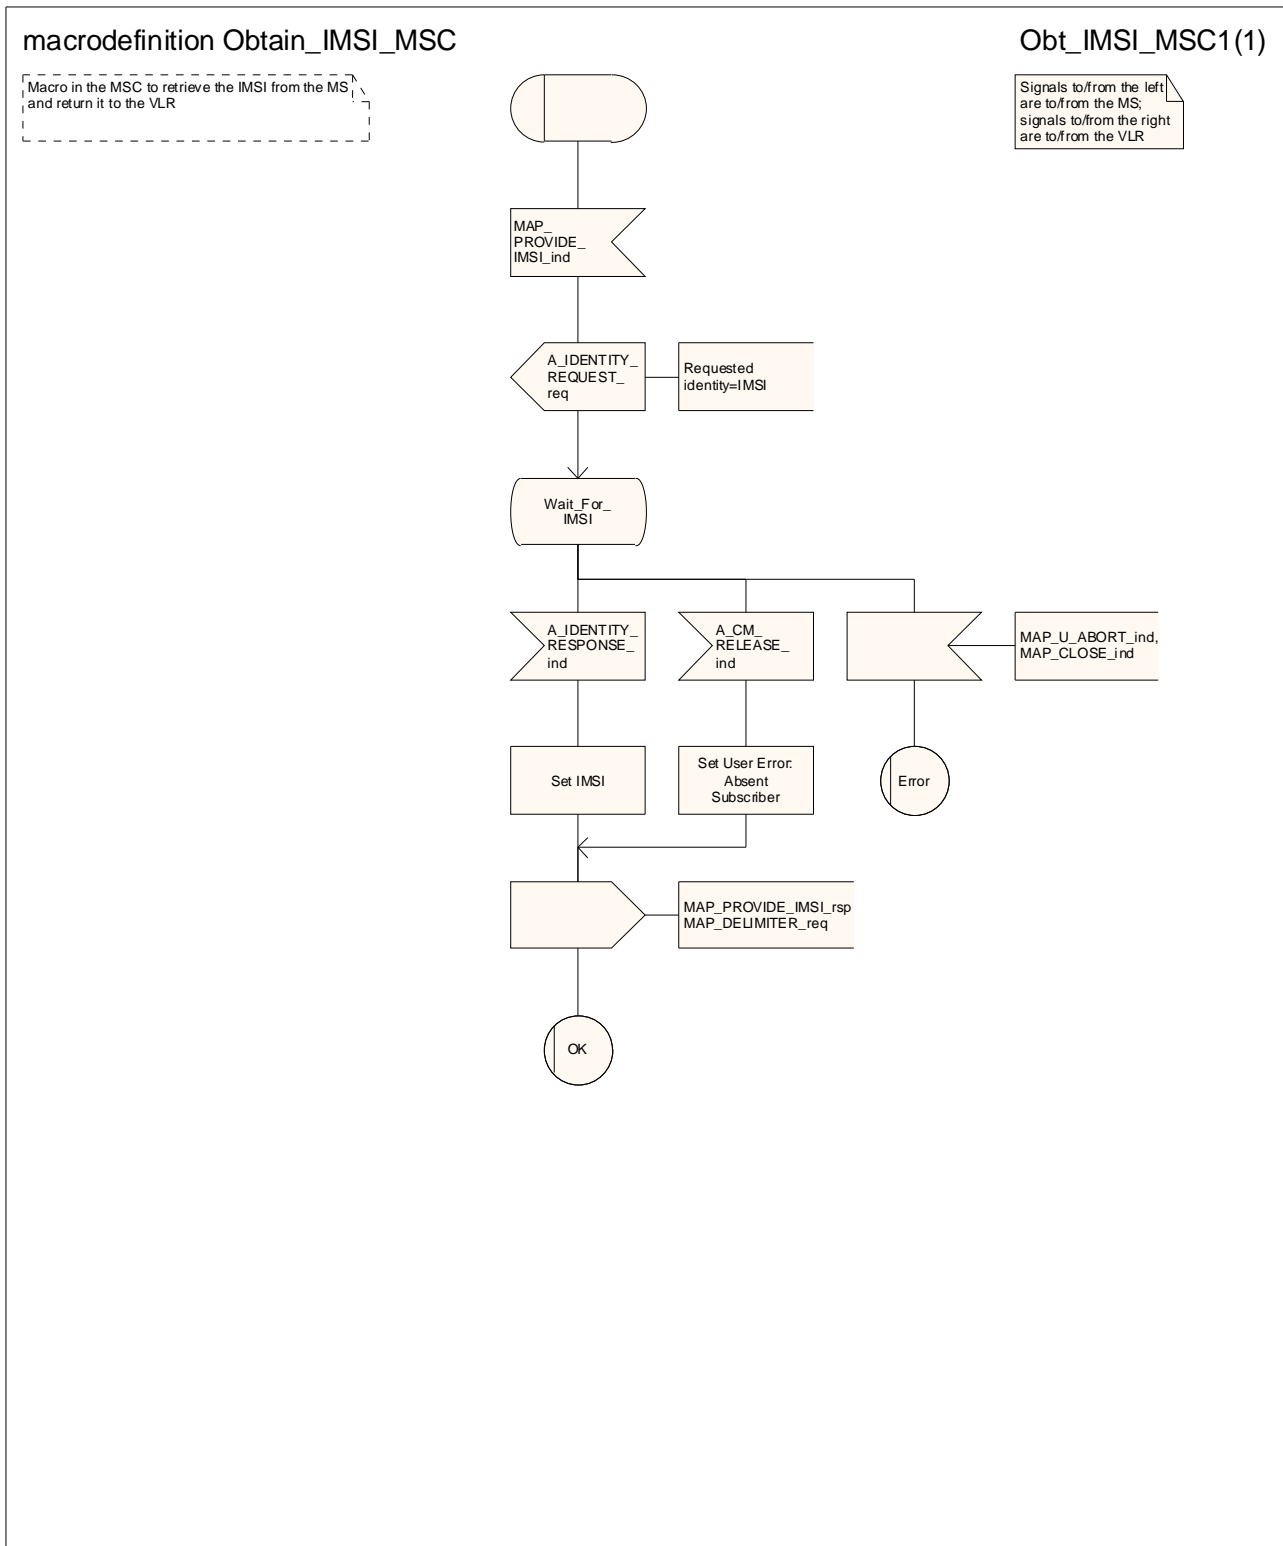 macrodefinition Obtain_IMSI_MSC
Obt_IMSI_MSC1(1)
Macro in the MSC to retrieve the IMSI from the MS
and return it to the VLR
Signals to/from the left
are to/from the MS;
signals to/from the right
are to/from the VLR
MAP_
PROVIDE_
IMSI_ind
A_IDENTITY_
REQUEST_
req
Requested
identity=IMSI
Wait_For_
IMSI
A_IDENTITY_
RESPONSE_
ind
A_CM_
RELEASE_
ind
MAP_U_ABORT_ind,
MAP_CLOSE_ind
Set IMSI
Set User Error:
Absent
Subscriber
Error
MAP_PROVIDE_IMSI_rsp
MAP_DELIMITER_req
OK